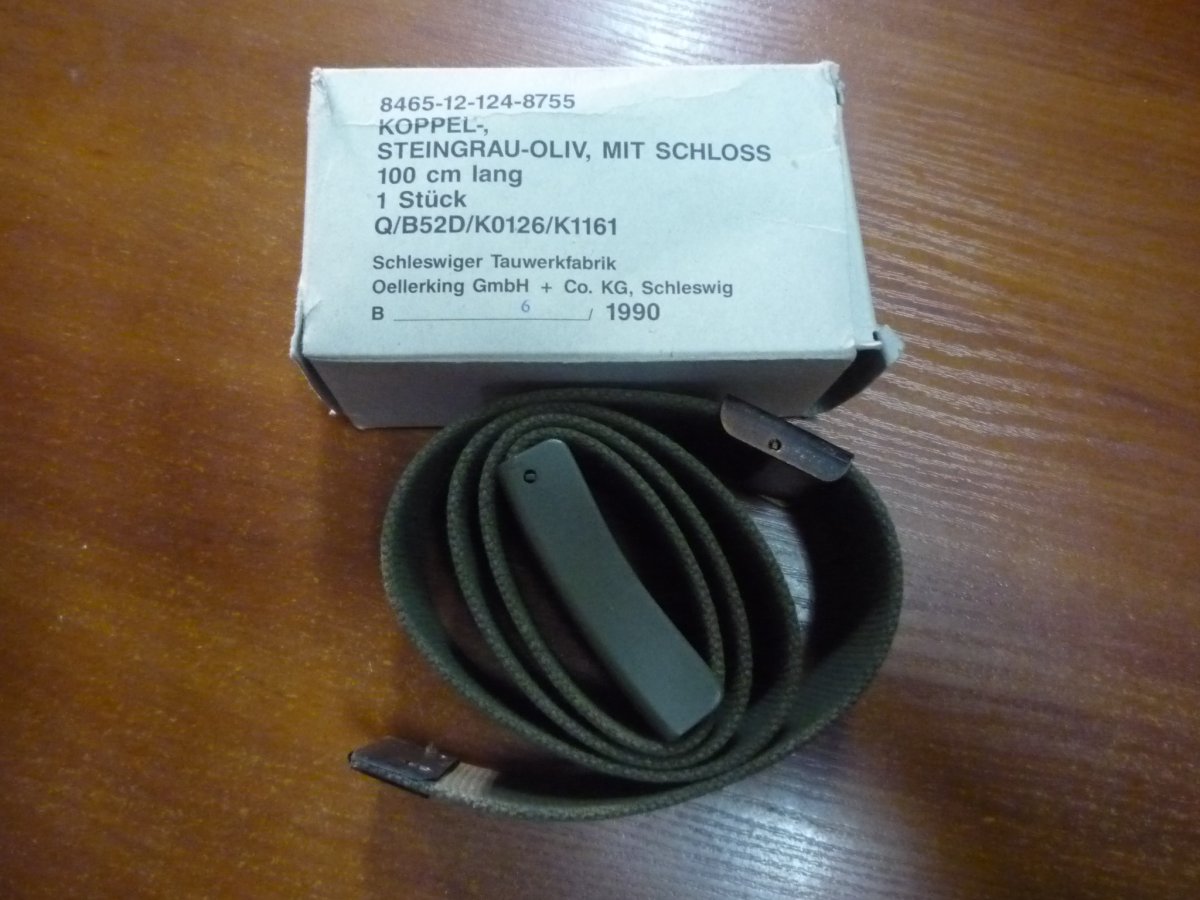 8465-12-124-8755
KOPPEL-,
STEINGRAU-OLIV, MIT SCHLOSS
100 cm lang
1 Stück
Q/B52D/K0126/K1161
Schleswiger Tauwerkfabrik
Oellerking GmbH + Co. KG, Schleswig
B 6 / 1990